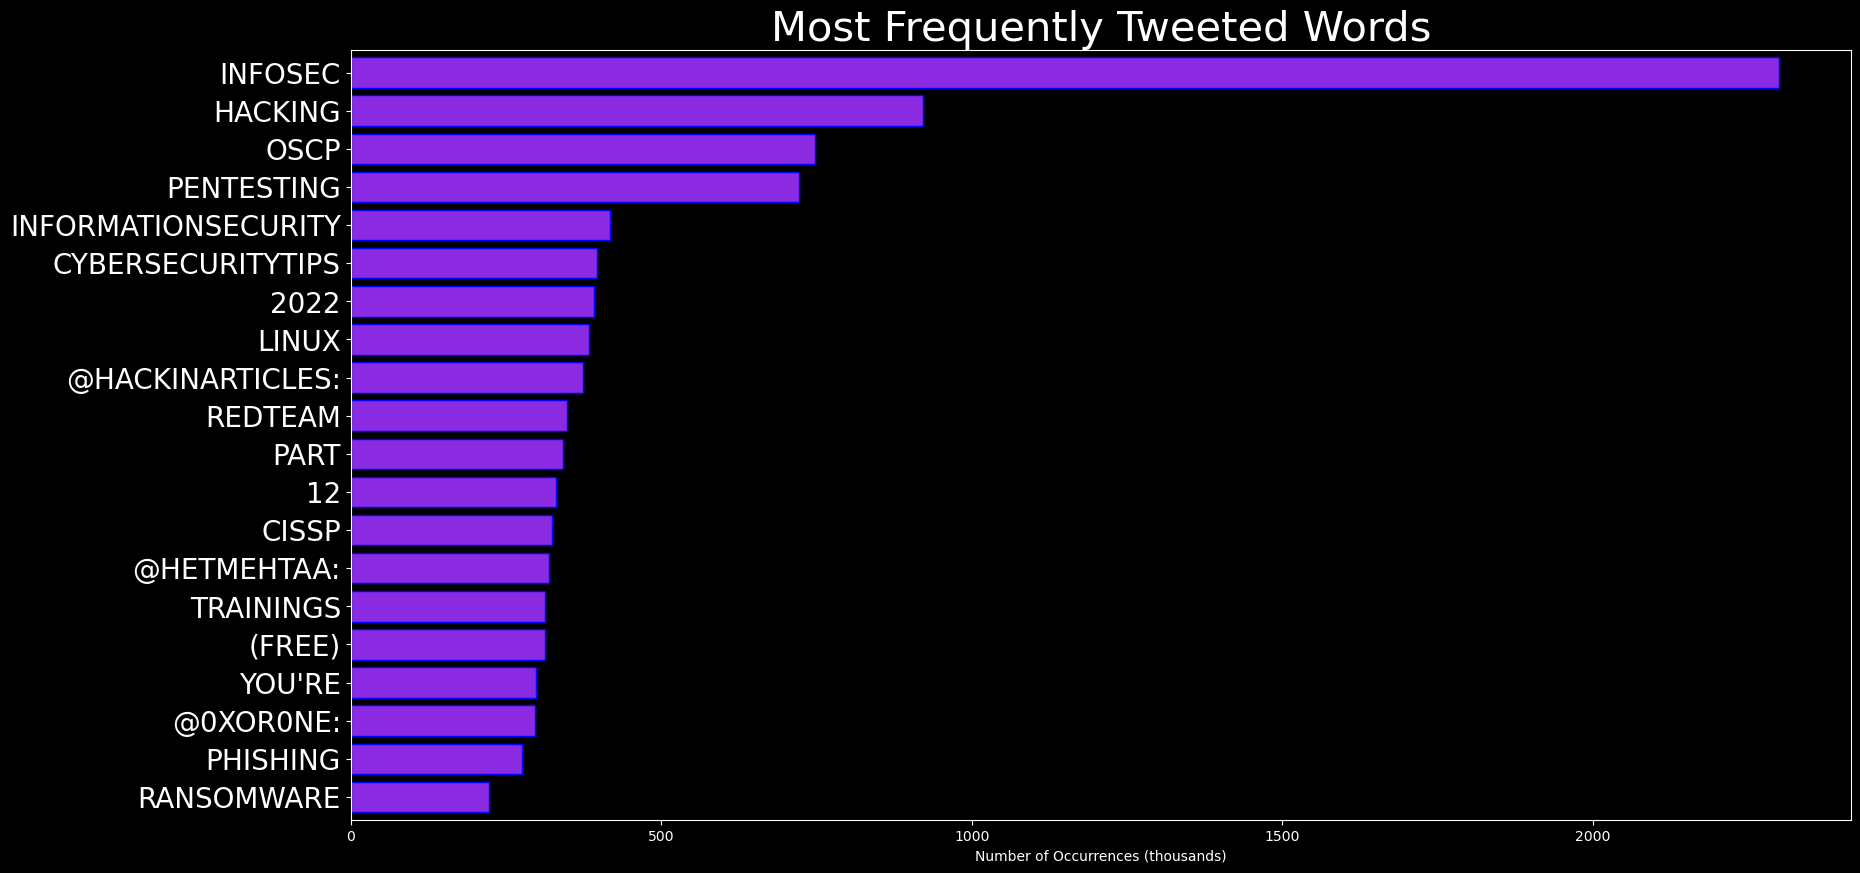 Most Frequently Tweeted Words
INFOSEC
HACKING
OSCP
PENTESTING
INFORMATIONSECURITY
CYBERSECURITYTIPS
2022
LINUX
@HACKINARTICLES:
REDTEAM
PART
12
CISSP
@HETMEHTAA:
TRAININGS
(FREE)
YOU'RE
@0XOR0NE:
PHISHING
RANSOMWARE
0 500 1000 1500 2000
Number of Occurrences (thousands)